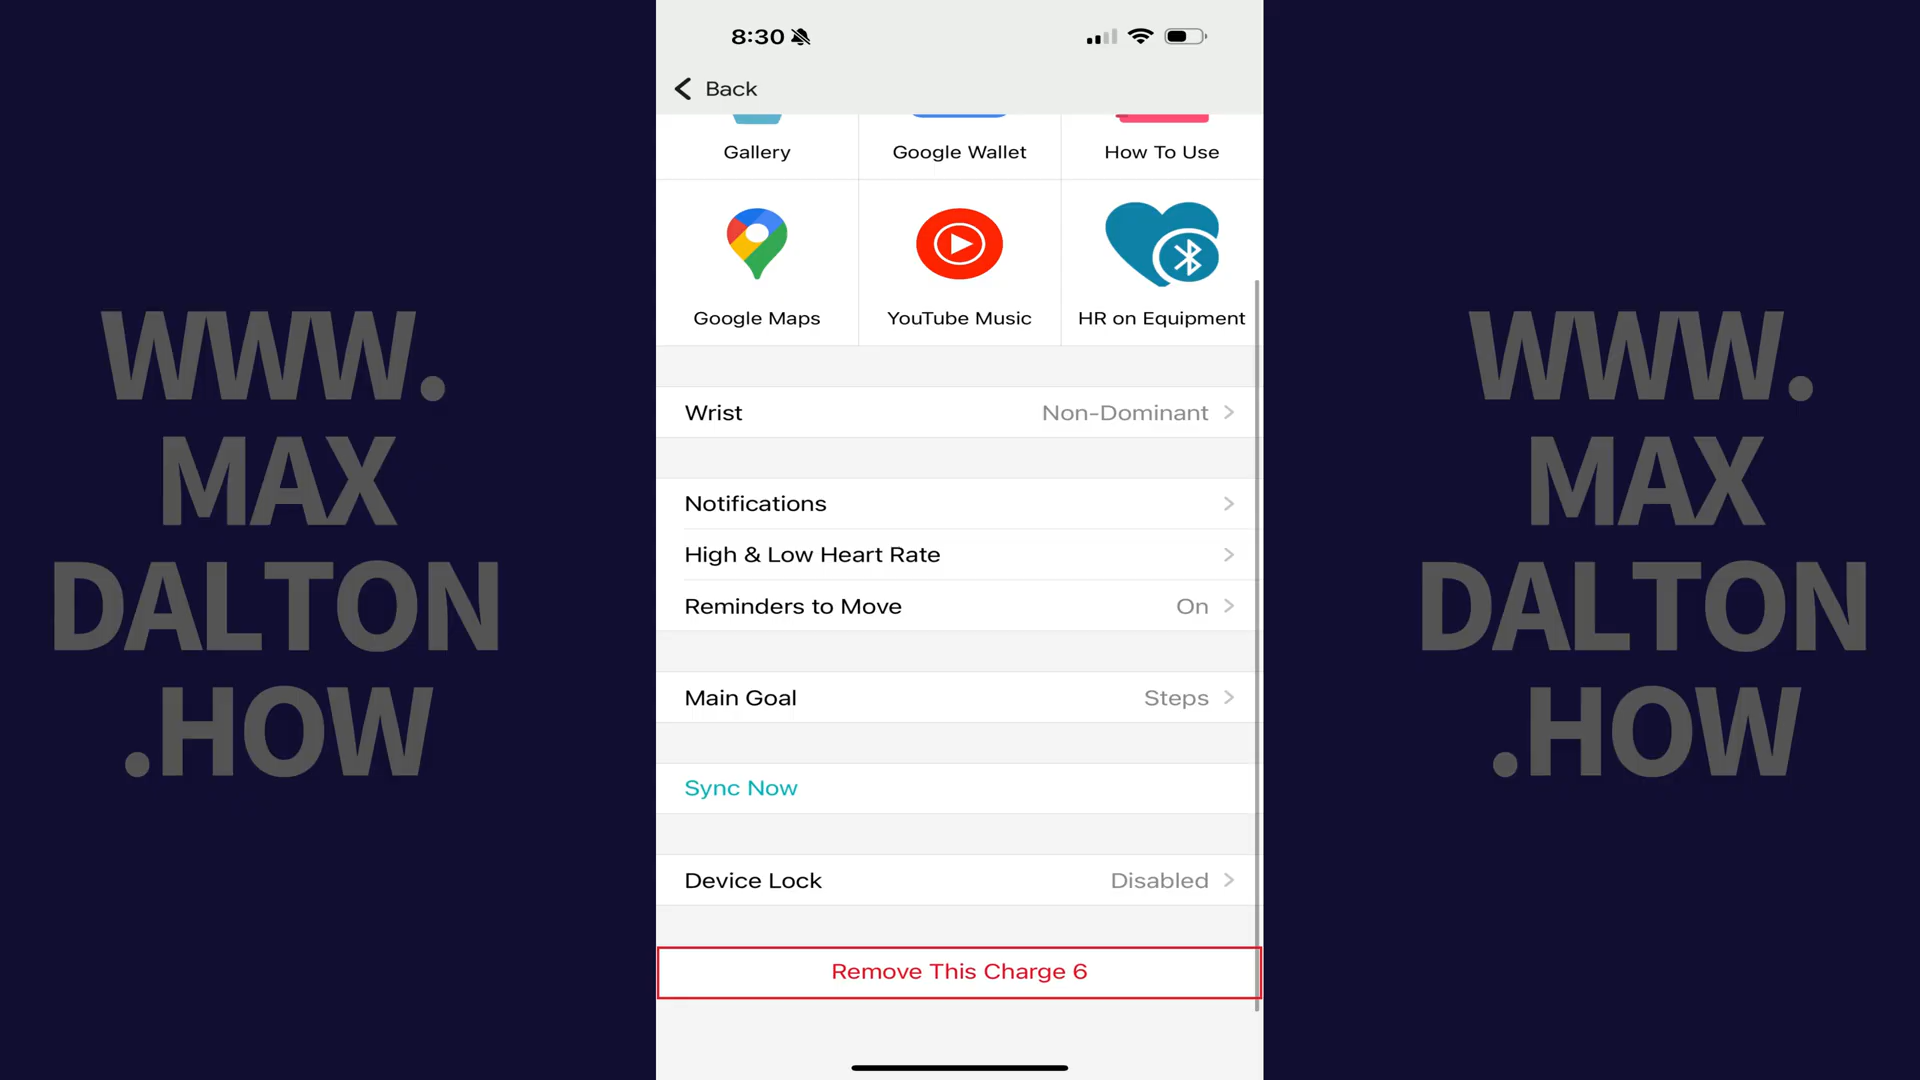 8:30
Back
Gallery
Google Wallet
How To Use
Google Maps
YouTube Music
HR on Equipment
Wrist
Non-Dominant
Notifications
High & Low Heart Rate
Reminders to Move
On
Main Goal
Steps
Sync Now
Device Lock
Disabled
Remove This Charge 6
WWW.
MAX
DALTON
.HOW
WWW.
MAX
DALTON
.HOW